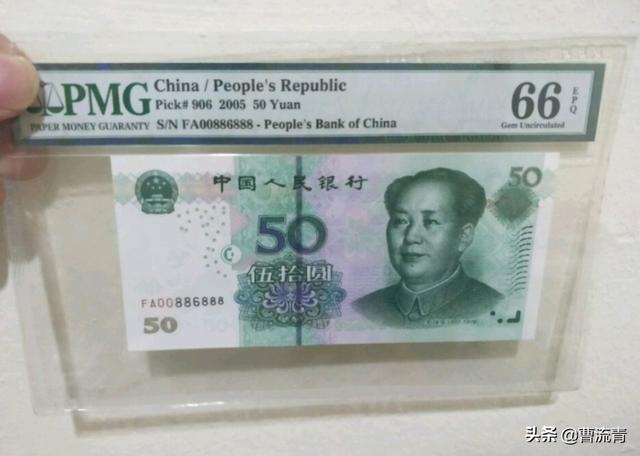 PMG
PAPER MONEY GUARANTY
China / People's Republic
Pick# 906 2005 50 Yuan
S/N FA00886888 - People's Bank of China
66 EPQ
Gem Uncirculated
中国人民银行
50
50
伍拾圆
FA00886888
50
头条 @曹流青